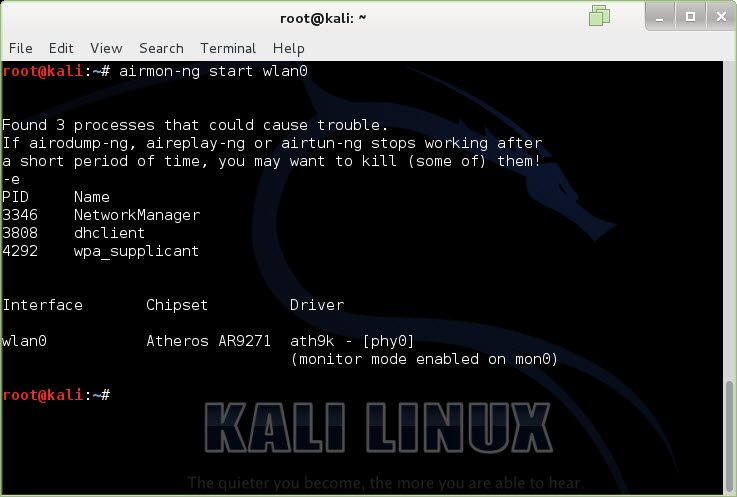 root@kali: ~
File Edit View Search Terminal Help
root@kali:~# airmon-ng start wlan0
Found 3 processes that could cause trouble.
If airodump-ng, aireplay-ng or airtun-ng stops working after
a short period of time, you may want to kill (some of) them!
-e
PID Name
3346 NetworkManager
3808 dhclient
4292 wpa_supplicant
Interface Chipset Driver
wlan0 Atheros AR9271 ath9k - [phy0]
(monitor mode enabled on mon0)
root@kali:~#
KALI LINUX
The quieter you become, the more you are able to hear.